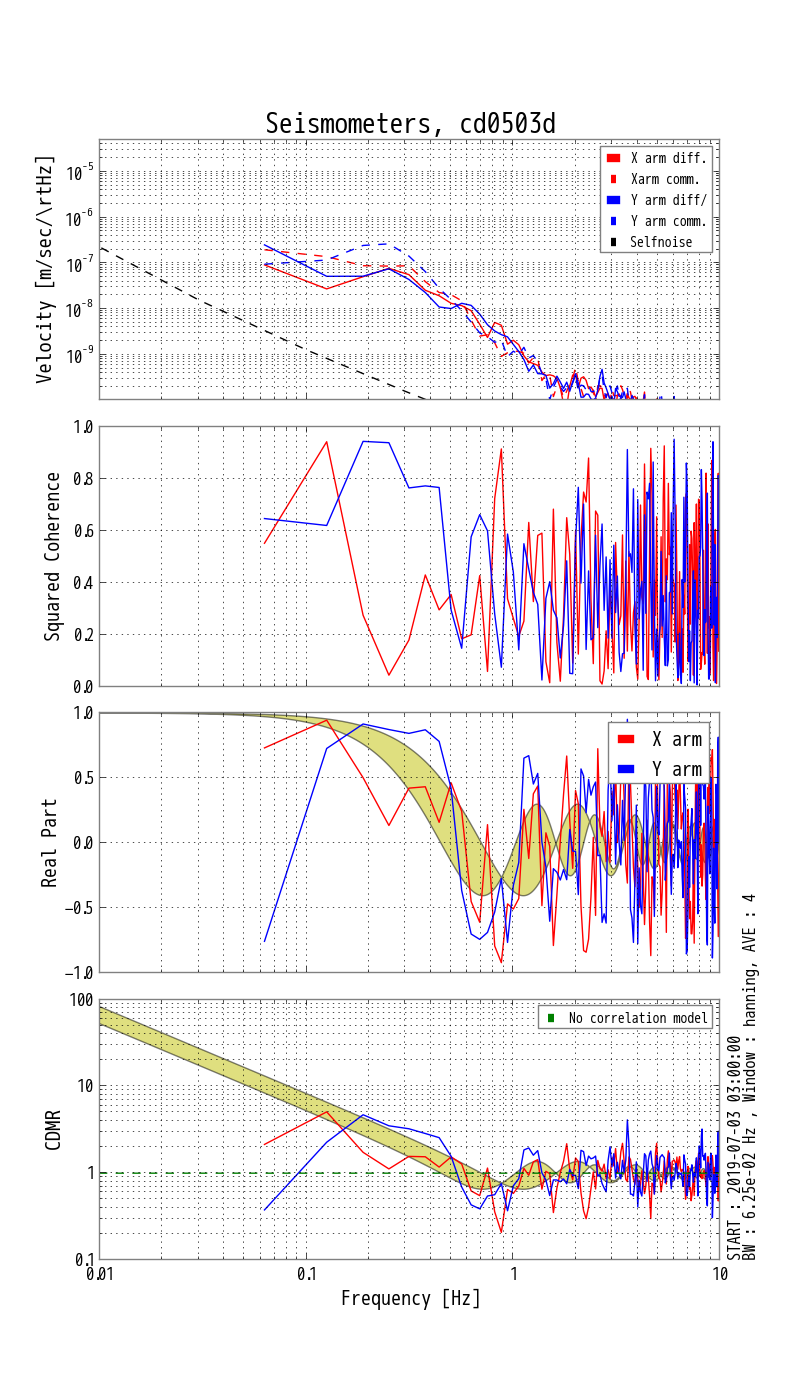 Seismometers, cd0503d
Velocity [m/sec/\rtHz]
10^-5
10^-6
10^-7
10^-8
10^-9
X arm diff.
Xarm comm.
Y arm diff/
Y arm comm.
Selfnoise
Squared Coherence
1.0
0.8
0.6
0.4
0.2
0.0
Real Part
1.0
0.5
0.0
−0.5
−1.0
X arm
Y arm
CDMR
100
10
1
0.1
No correlation model
0.01
0.1
1
10
Frequency [Hz]
START : 2019-07-03 03:00:00
BW : 6.25e-02 Hz , Window : hanning, AVE : 4